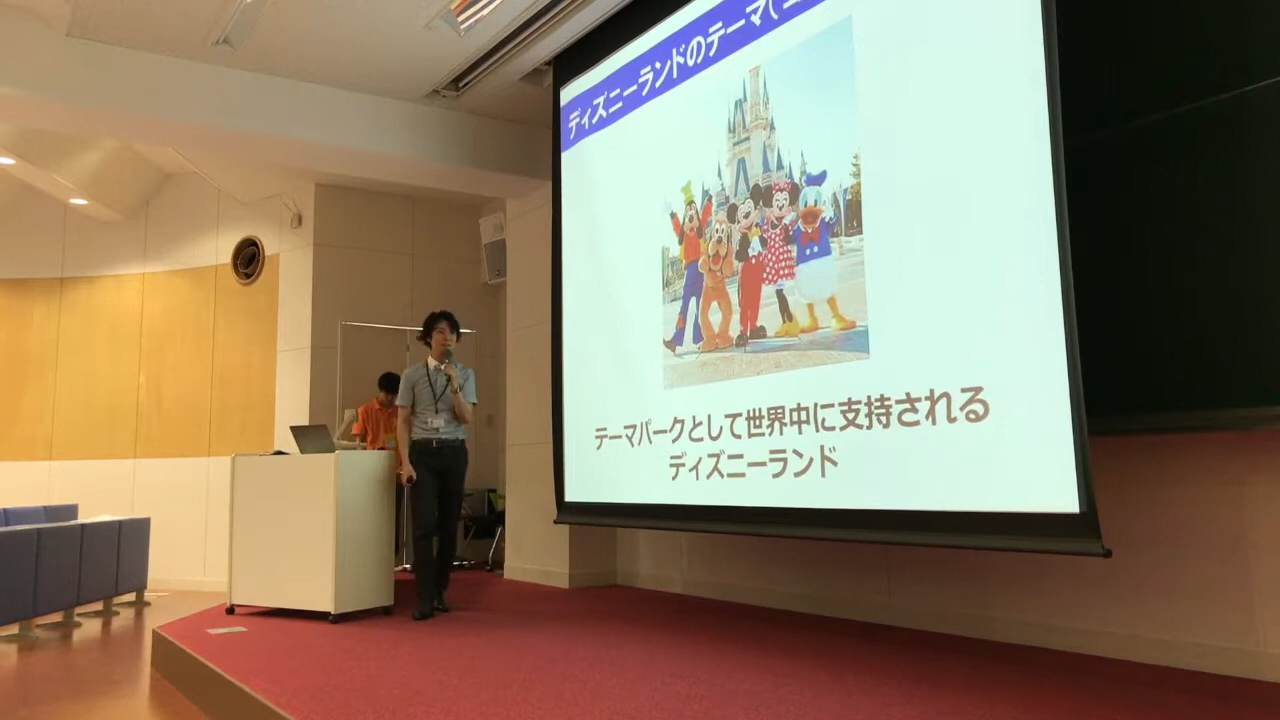 ディズニーランドのテーマ(コ
テーマパークとして世界中に支持される
ディズニーランド